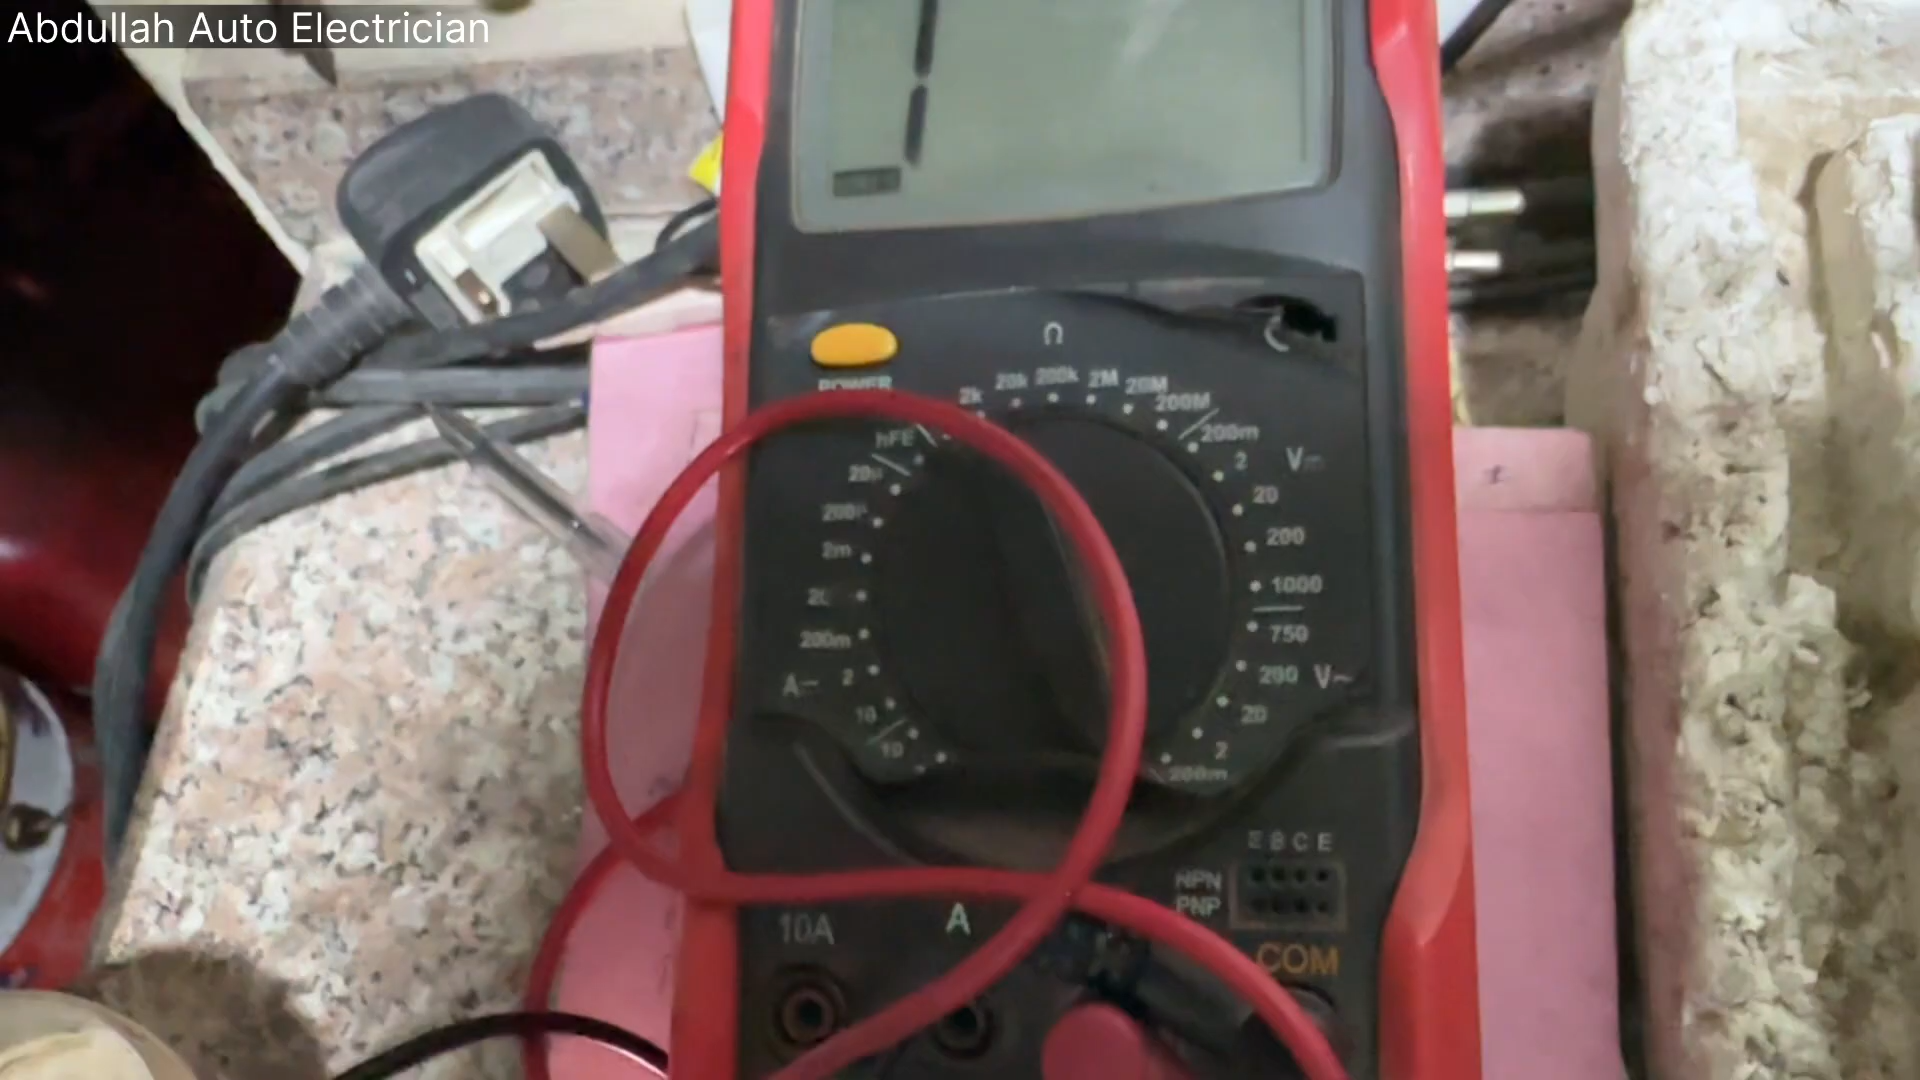 Abdullah Auto Electrician
Ω
POWER
2k
20k
200k
2M
20M
200M
hFE
200m
2
V⎓
20μ
20
200
2m
200
1000
200m
750
A⎓
2
200
V~
10
20
10
2
200m
E B C E
NPN
PNP
10A
A
COM